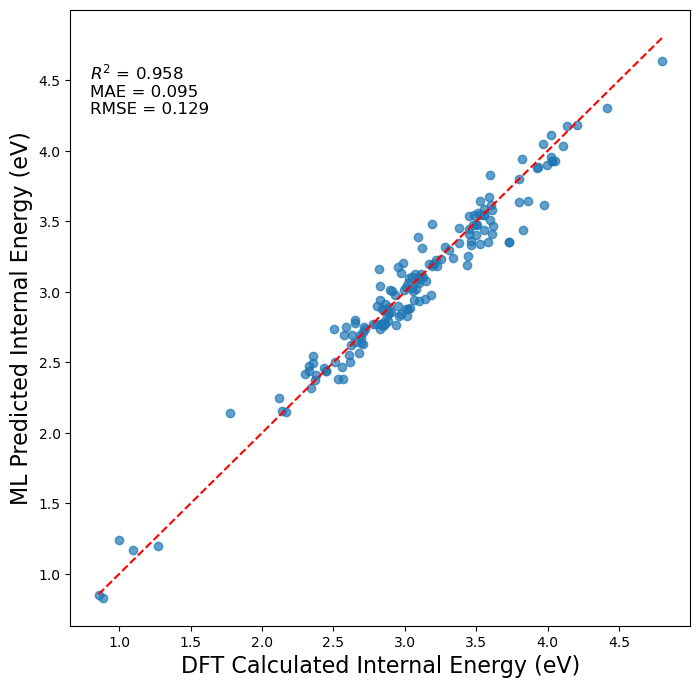 R² = 0.958
MAE = 0.095
RMSE = 0.129
ML Predicted Internal Energy (eV)
4.5
4.0
3.5
3.0
2.5
2.0
1.5
1.0
1.0 1.5 2.0 2.5 3.0 3.5 4.0 4.5
DFT Calculated Internal Energy (eV)